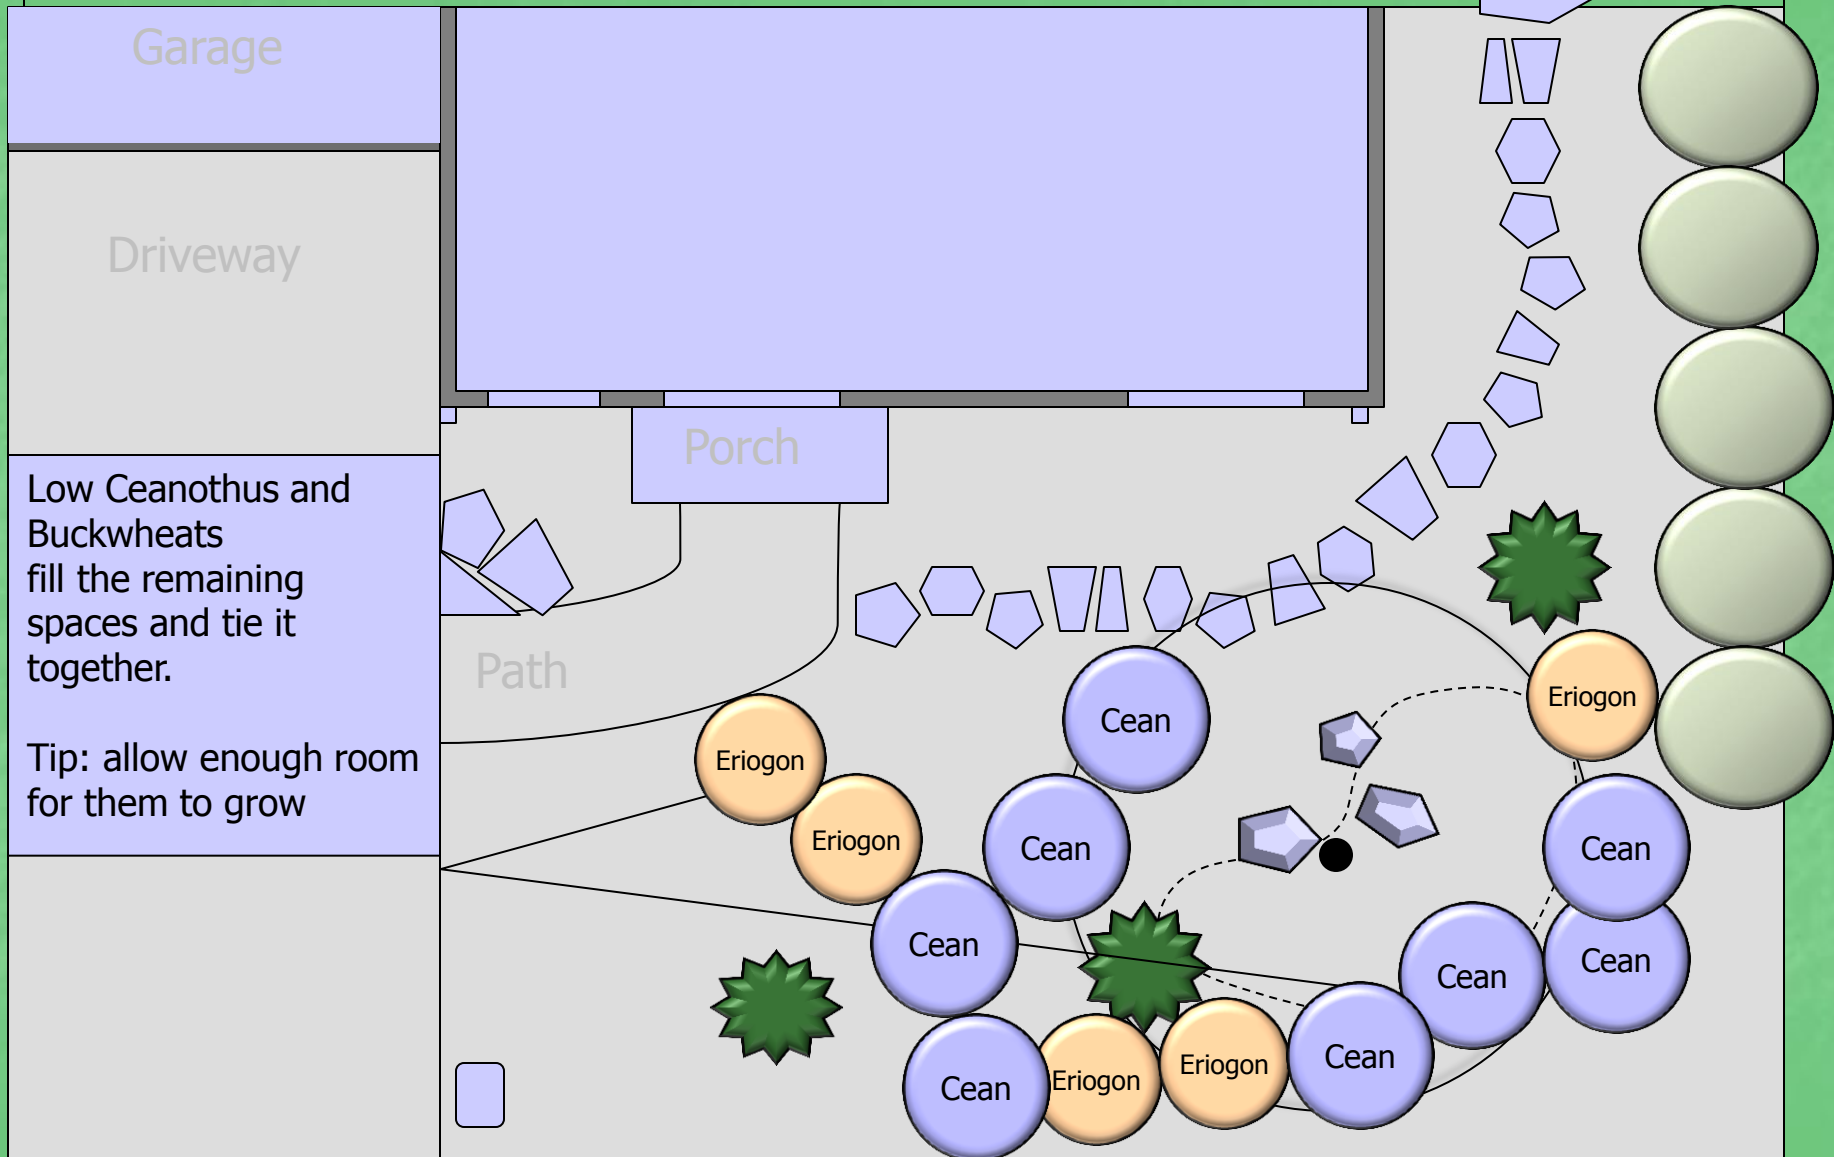 Garage
Driveway
Porch
Low Ceanothus and
Buckwheats
fill the remaining
spaces and tie it
together.
Tip: allow enough room
for them to grow
Path
Eriogon
Cean
Eriogon
Eriogon
Cean
Cean
Cean
Cean
Cean
Cean
Cean
Eriogon
Eriogon
Cean